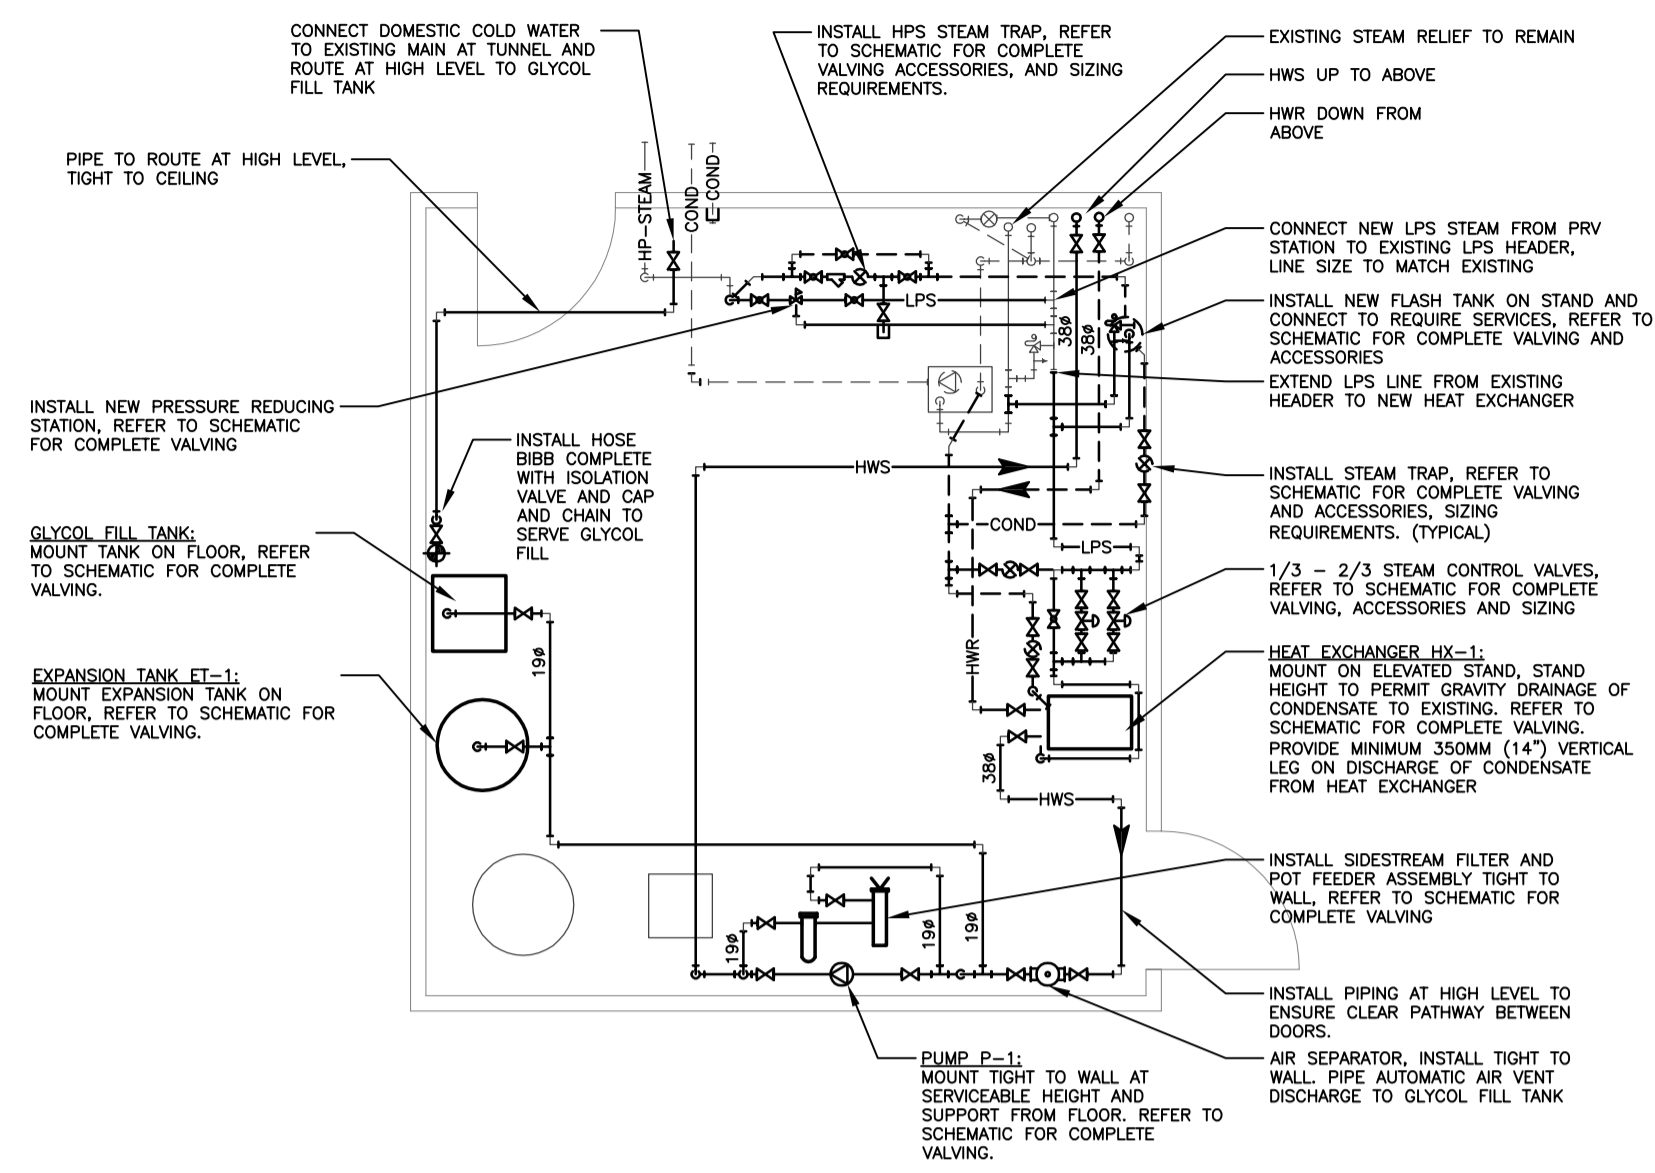 CONNECT DOMESTIC COLD WATER
TO EXISTING MAIN AT TUNNEL AND
ROUTE AT HIGH LEVEL TO GLYCOL
FILL TANK
INSTALL HPS STEAM TRAP, REFER
TO SCHEMATIC FOR COMPLETE
VALVING ACCESSORIES, AND SIZING
REQUIREMENTS.
EXISTING STEAM RELIEF TO REMAIN
HWS UP TO ABOVE
HWR DOWN FROM
ABOVE
PIPE TO ROUTE AT HIGH LEVEL,
TIGHT TO CEILING
HP-STEAM
COND
COND
CONNECT NEW LPS STEAM FROM PRV
STATION TO EXISTING LPS HEADER,
LINE SIZE TO MATCH EXISTING
LPS
38ø
38ø
INSTALL NEW FLASH TANK ON STAND AND
CONNECT TO REQUIRE SERVICES, REFER TO
SCHEMATIC FOR COMPLETE VALVING AND
ACCESSORIES
EXTEND LPS LINE FROM EXISTING
HEADER TO NEW HEAT EXCHANGER
INSTALL NEW PRESSURE REDUCING
STATION, REFER TO SCHEMATIC
FOR COMPLETE VALVING
INSTALL HOSE
BIBB COMPLETE
WITH ISOLATION
VALVE AND CAP
AND CHAIN TO
SERVE GLYCOL
FILL
HWS
INSTALL STEAM TRAP, REFER TO
SCHEMATIC FOR COMPLETE VALVING
AND ACCESSORIES, SIZING
REQUIREMENTS. (TYPICAL)
COND
LPS
GLYCOL FILL TANK:
MOUNT TANK ON FLOOR, REFER
TO SCHEMATIC FOR COMPLETE
VALVING.
1/3 - 2/3 STEAM CONTROL VALVES,
REFER TO SCHEMATIC FOR COMPLETE
VALVING, ACCESSORIES AND SIZING
19ø
HWR
EXPANSION TANK ET-1:
MOUNT EXPANSION TANK ON
FLOOR, REFER TO SCHEMATIC FOR
COMPLETE VALVING.
HEAT EXCHANGER HX-1:
MOUNT ON ELEVATED STAND, STAND
HEIGHT TO PERMIT GRAVITY DRAINAGE OF
CONDENSATE TO EXISTING. REFER TO
SCHEMATIC FOR COMPLETE VALVING.
PROVIDE MINIMUM 350MM (14") VERTICAL
LEG ON DISCHARGE OF CONDENSATE
FROM HEAT EXCHANGER
38ø
HWS
INSTALL SIDESTREAM FILTER AND
POT FEEDER ASSEMBLY TIGHT TO
WALL, REFER TO SCHEMATIC FOR
COMPLETE VALVING
19ø
19ø
19ø
INSTALL PIPING AT HIGH LEVEL TO
ENSURE CLEAR PATHWAY BETWEEN
DOORS.
PUMP P-1:
MOUNT TIGHT TO WALL AT
SERVICEABLE HEIGHT AND
SUPPORT FROM FLOOR. REFER TO
SCHEMATIC FOR COMPLETE
VALVING.
AIR SEPARATOR, INSTALL TIGHT TO
WALL. PIPE AUTOMATIC AIR VENT
DISCHARGE TO GLYCOL FILL TANK